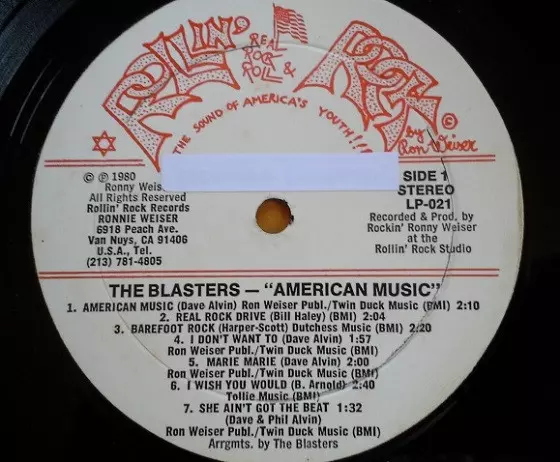 ROLLIN' ROCK
REAL
ROCK
& ROLL
THE SOUND OF AMERICA'S YOUTH!!!
© by
Ron Weiser
© ℗ 1980
Ronny Weiser
All Rights Reserved
Rollin' Rock Records
RONNIE WEISER
6918 Peach Ave.
Van Nuys, CA 91406
U.S.A., Tel.
(213) 781-4805
SIDE 1
STEREO
LP-021
Recorded & Prod. by
Rockin' Ronny Weiser
at the
Rollin' Rock Studio
THE BLASTERS — "AMERICAN MUSIC"
1. AMERICAN MUSIC (Dave Alvin) Ron Weiser Publ./Twin Duck Music (BMI) 2:10
2. REAL ROCK DRIVE (Bill Haley) (BMI) 2:04
3. BAREFOOT ROCK (Harper-Scott) Dutchess Music (BMI) 2:20
4. I DON'T WANT TO (Dave Alvin) 1:57
Ron Weiser Publ./Twin Duck Music (BMI)
5. MARIE MARIE (Dave Alvin) 2:00
Ron Weiser Publ./Twin Duck Music (BMI)
6. I WISH YOU WOULD (B. Arnold) 2:40
Tollie Music (BMI)
7. SHE AIN'T GOT THE BEAT 1:32
(Dave & Phil Alvin)
Ron Weiser Publ./Twin Duck Music (BMI)
Arrgmts. by The Blasters